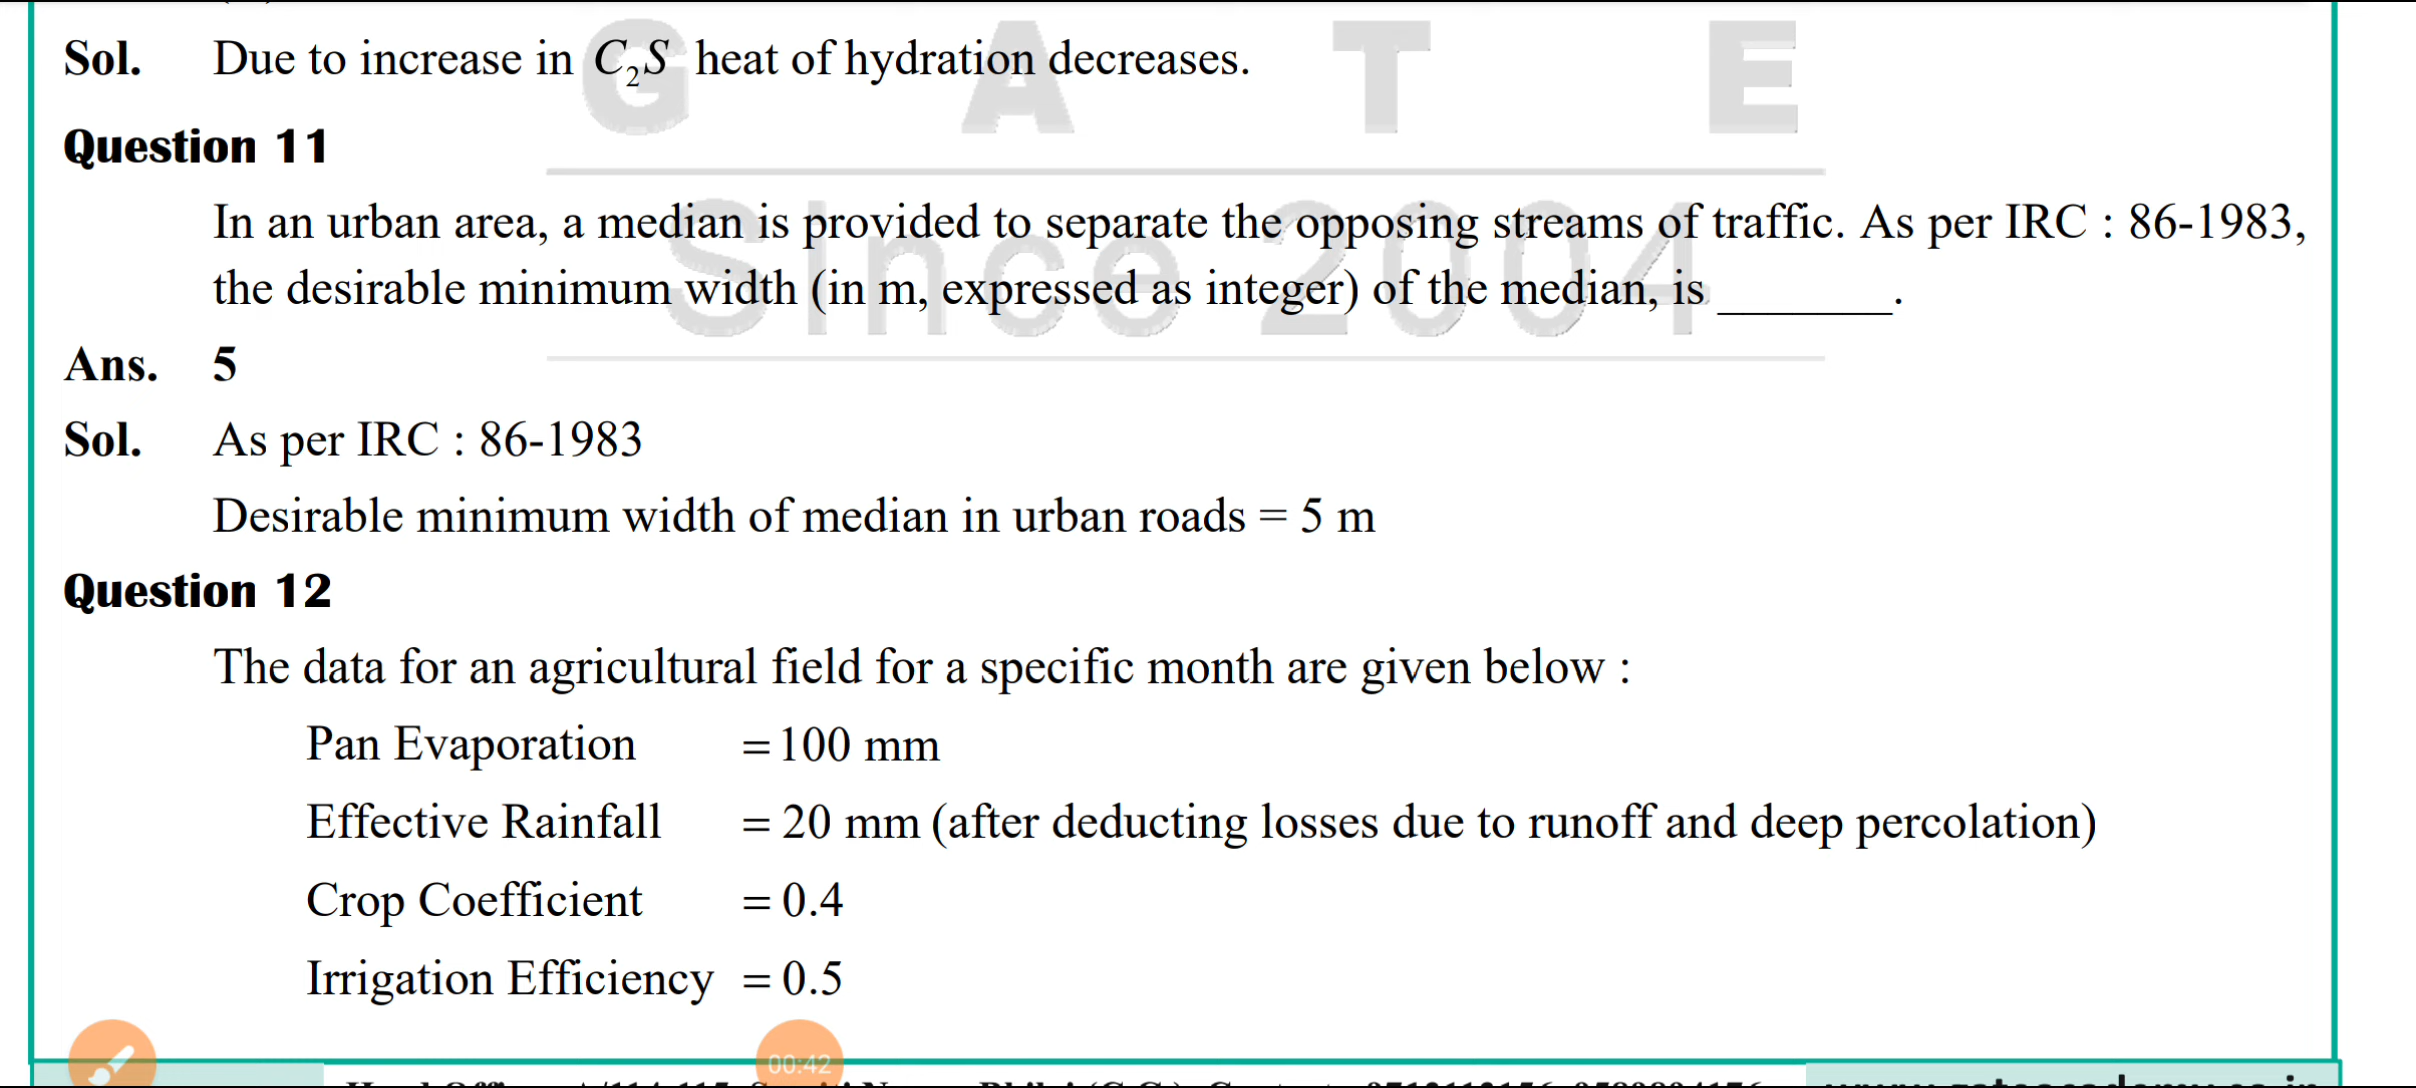 G A T E
Since 2004
Sol. Due to increase in C₂S heat of hydration decreases.
Question 11
In an urban area, a median is provided to separate the opposing streams of traffic. As per IRC : 86-1983,
the desirable minimum width (in m, expressed as integer) of the median, is _______.
Ans. 5
Sol. As per IRC : 86-1983
Desirable minimum width of median in urban roads = 5 m
Question 12
The data for an agricultural field for a specific month are given below :
Pan Evaporation = 100 mm
Effective Rainfall = 20 mm (after deducting losses due to runoff and deep percolation)
Crop Coefficient = 0.4
Irrigation Efficiency = 0.5
00:42